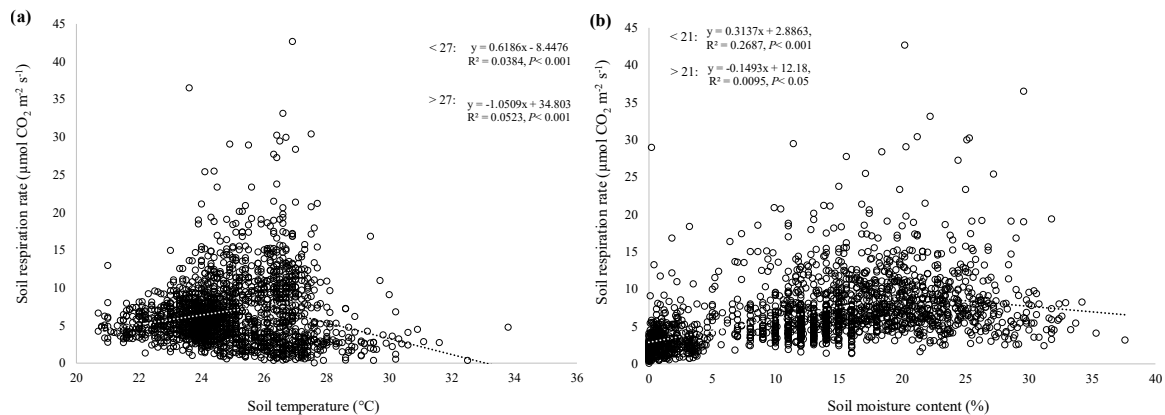 (a)
45
40
35
30
25
20
15
10
5
0
Soil respiration rate (μmol CO₂ m⁻² s⁻¹)
< 27: y = 0.6186x - 8.4476
R² = 0.0384, P< 0.001
> 27: y = -1.0509x + 34.803
R² = 0.0523, P< 0.001
20 22 24 26 28 30 32 34 36
Soil temperature (°C)
(b)
45
40
35
30
25
20
15
10
5
0
Soil respiration rate (μmol CO₂ m⁻² s⁻¹)
< 21: y = 0.3137x + 2.8863,
R² = 0.2687, P< 0.001
> 21: y = -0.1493x + 12.18,
R² = 0.0095, P< 0.05
0 5 10 15 20 25 30 35 40
Soil moisture content (%)